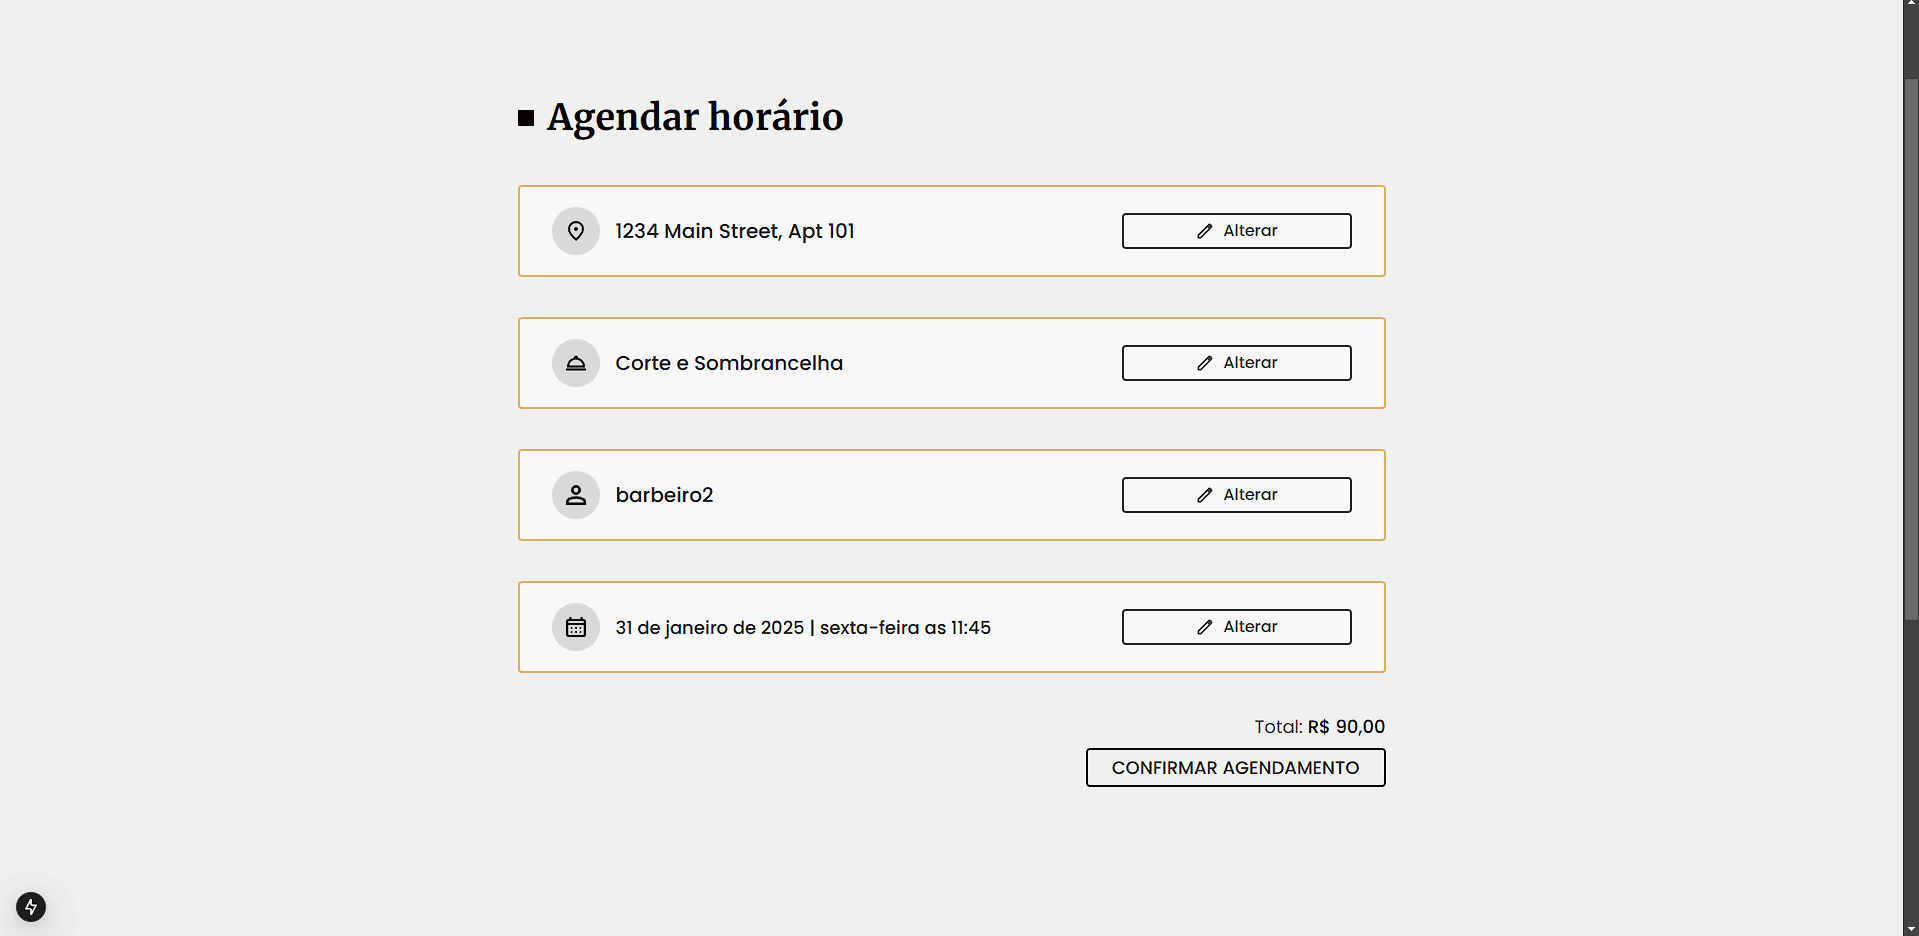 Agendar horário
1234 Main Street, Apt 101
Alterar
Corte e Sombrancelha
Alterar
barbeiro2
Alterar
31 de janeiro de 2025 | sexta-feira as 11:45
Alterar
Total: R$ 90,00
CONFIRMAR AGENDAMENTO